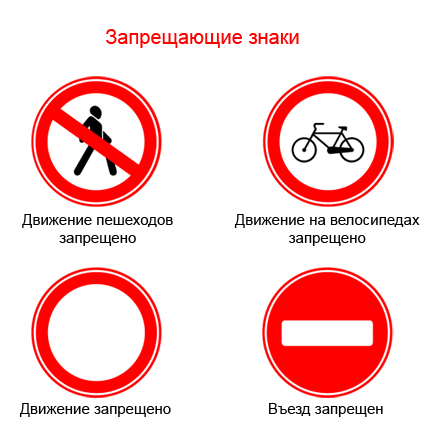 Запрещающие знаки
Движение пешеходов
запрещено
Движение на велосипедах
запрещено
Движение запрещено
Въезд запрещен